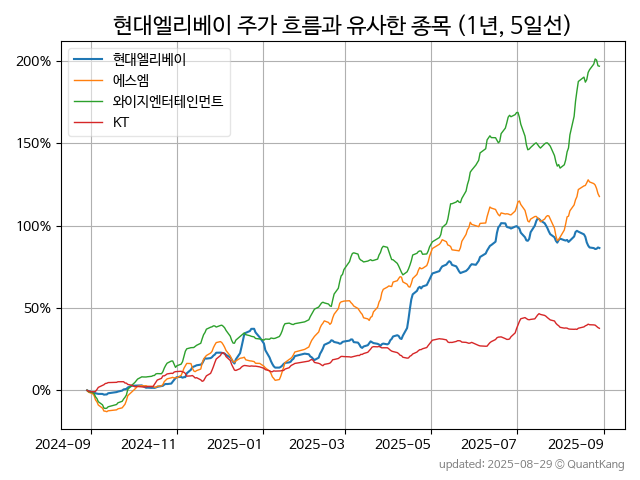 현대엘리베이 주가 흐름과 유사한 종목 (1년, 5일선)
현대엘리베이
에스엠
와이지엔터테인먼트
KT
200%
150%
100%
50%
0%
2024-09
2024-11
2025-01
2025-03
2025-05
2025-07
2025-09
updated: 2025-08-29 © QuantKang